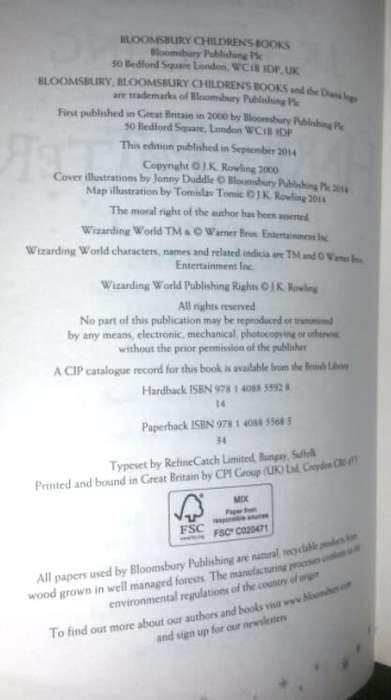 BLOOMSBURY CHILDREN'S BOOKS
Bloomsbury Publishing Plc
50 Bedford Square London, WC1B 3DP, UK
BLOOMSBURY, BLOOMSBURY CHILDREN'S BOOKS and the Diana logo
are trademarks of Bloomsbury Publishing Plc
First published in Great Britain in 2000 by Bloomsbury Publishing Plc
50 Bedford Square, London WC1B 3DP
This edition published in September 2014
Copyright © J.K. Rowling 2000
Cover illustrations by Jonny Duddle © Bloomsbury Publishing Plc 2014
Map illustration by Tomislav Tomic © J.K. Rowling 2014
The moral right of the author has been asserted
Wizarding World TM & © Warner Bros. Entertainment Inc.
Wizarding World characters, names and related indicia are TM and © Warner Bros.
Entertainment Inc.
Wizarding World Publishing Rights © J.K. Rowling
All rights reserved
No part of this publication may be reproduced or transmitted
by any means, electronic, mechanical, photocopying or otherwise,
without the prior permission of the publisher
A CIP catalogue record for this book is available from the British Library
Hardback ISBN 978 1 4088 5592 8
14
Paperback ISBN 978 1 4088 5568 3
34
Typeset by RefineCatch Limited, Bungay, Suffolk
Printed and bound in Great Britain by CPI Group (UK) Ltd, Croydon CR0 4YY
FSC
MIX
Paper from
responsible sources
FSC® C020471
All papers used by Bloomsbury Publishing are natural, recyclable products from
wood grown in well managed forests. The manufacturing processes conform to the
environmental regulations of the country of origin
To find out more about our authors and books visit www.bloomsbury.com
and sign up for our newsletters